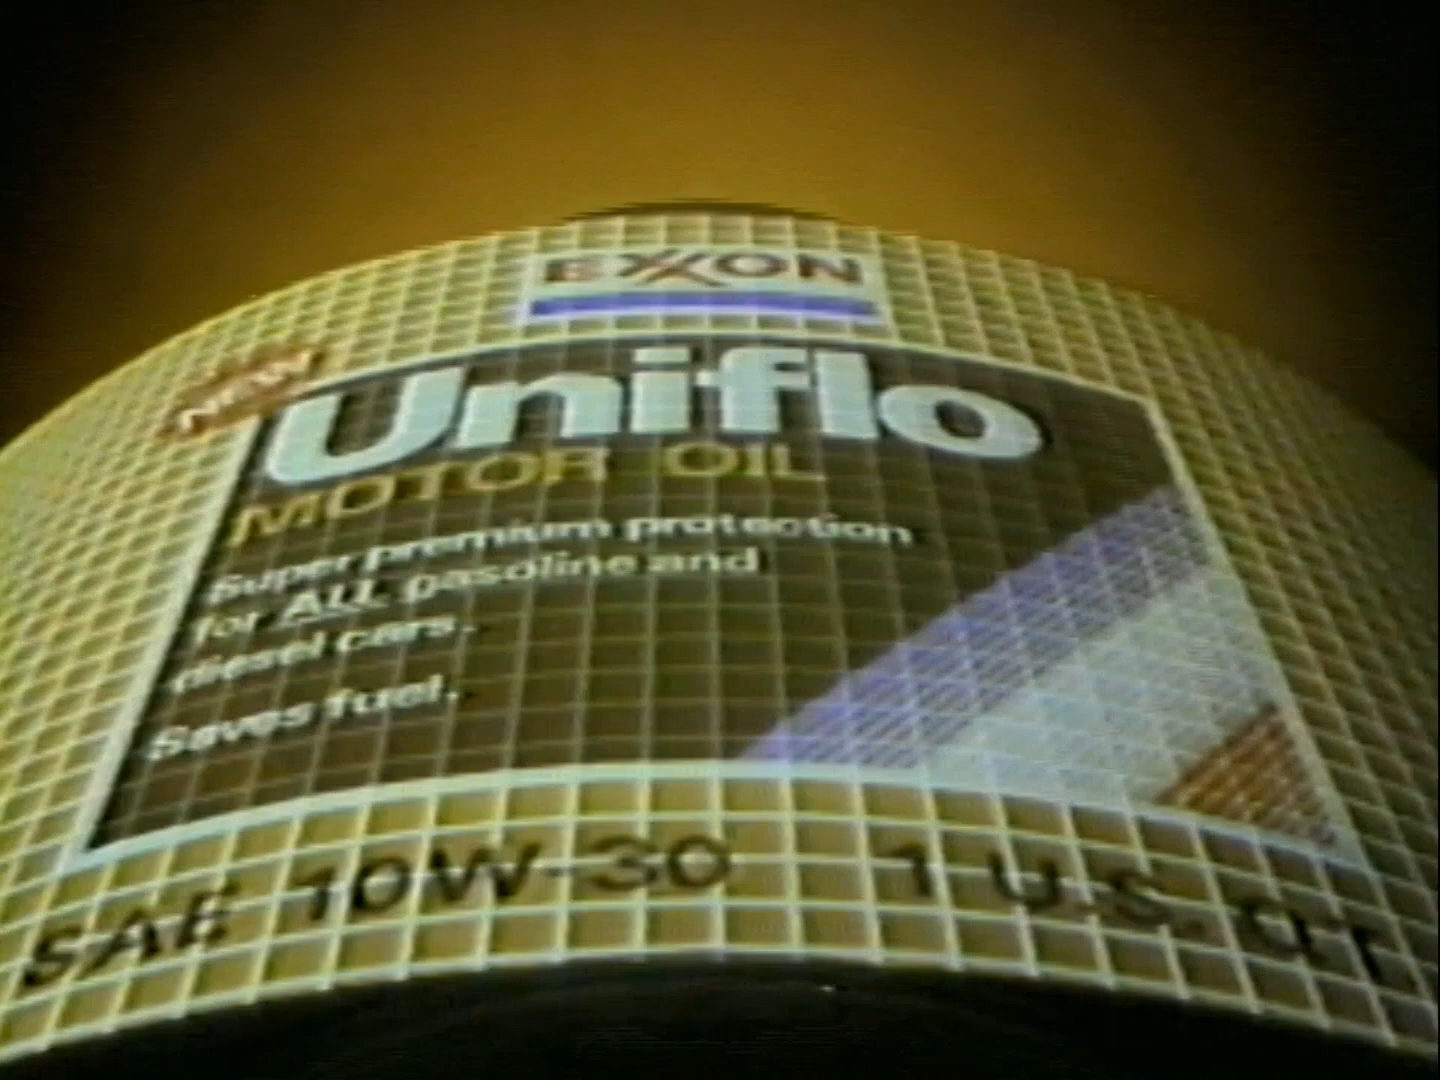 EXXON
NEW
Uniflo
MOTOR OIL
Super premium protection
for ALL gasoline and
diesel cars.
Saves fuel.
SAE 10W-30 1 U.S. QT